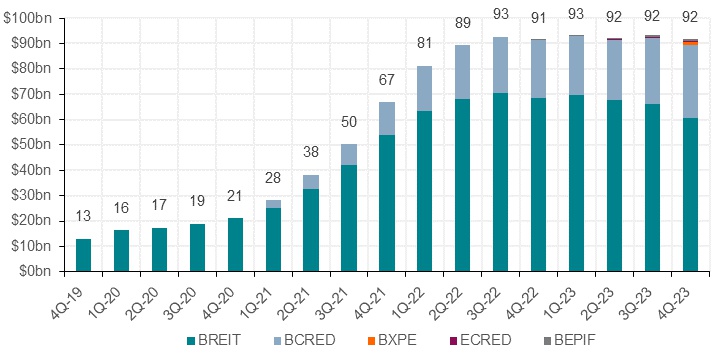 $100bn
$90bn
$80bn
$70bn
$60bn
$50bn
$40bn
$30bn
$20bn
$10bn
$0bn
13
16
17
19
21
28
38
50
67
81
89
93
91
93
92
92
92
4Q-19
1Q-20
2Q-20
3Q-20
4Q-20
1Q-21
2Q-21
3Q-21
4Q-21
1Q-22
2Q-22
3Q-22
4Q-22
1Q-23
2Q-23
3Q-23
4Q-23
BREIT BCRED BXPE ECRED BEPIF